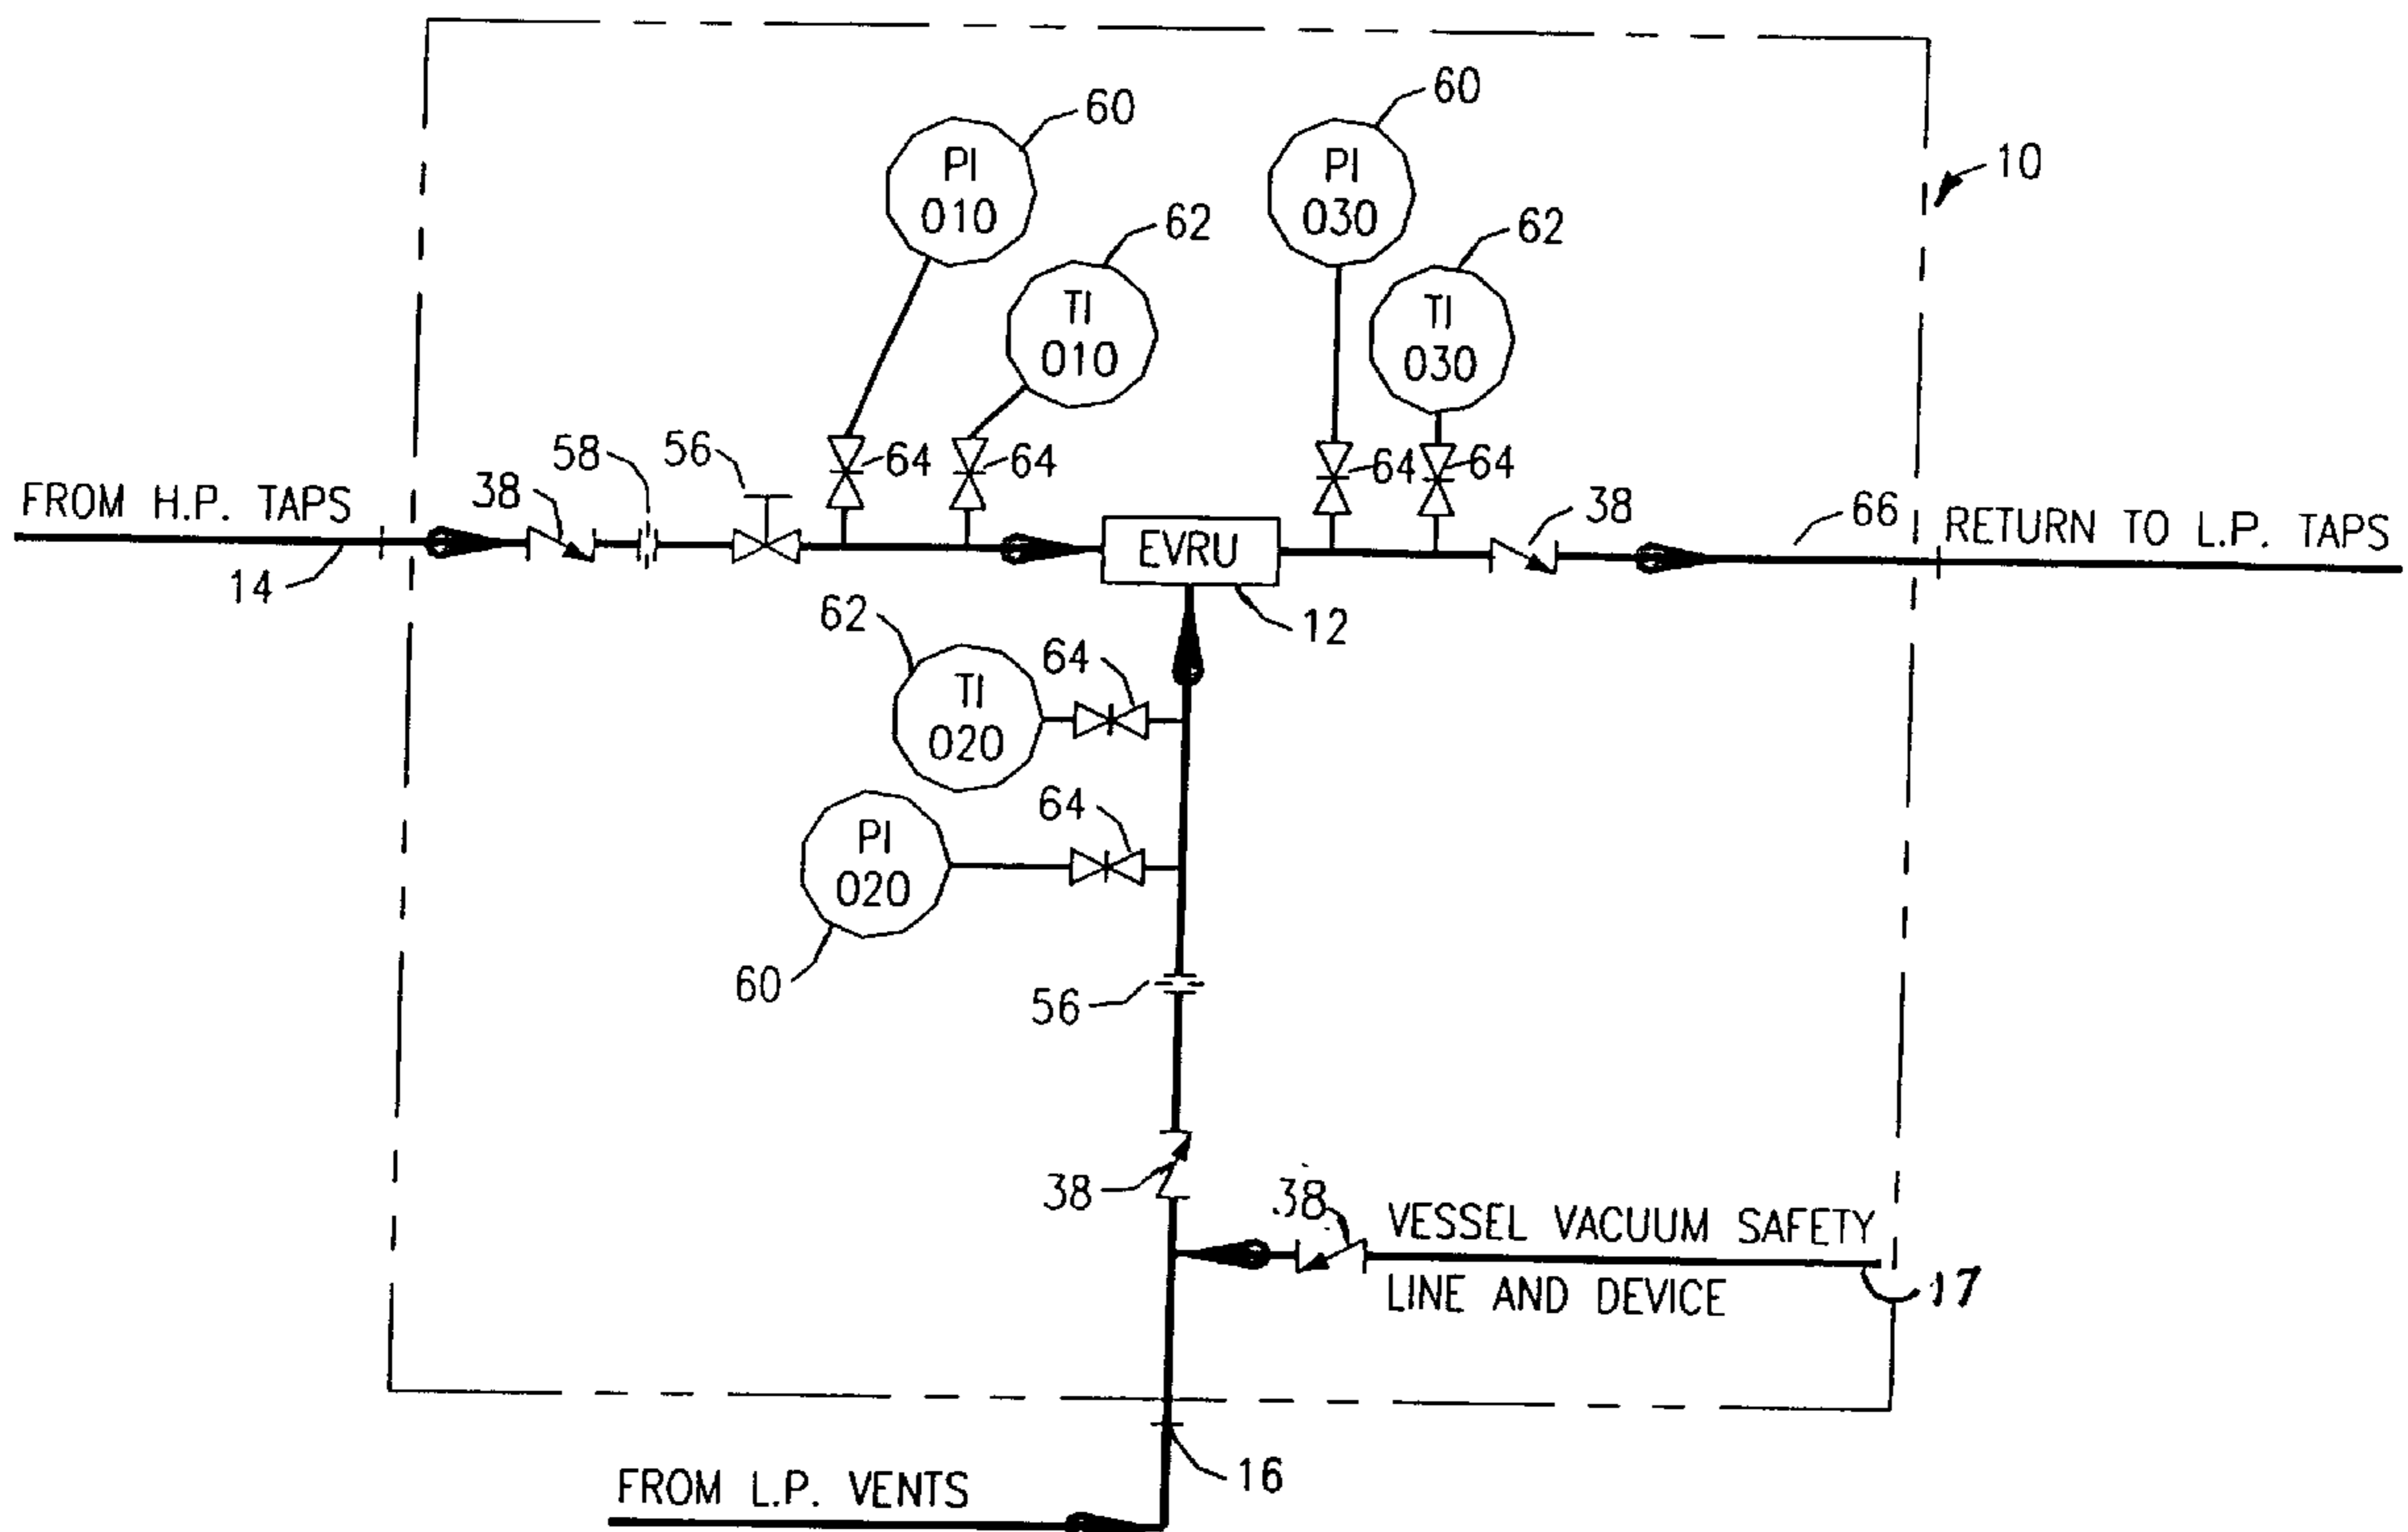 60
60
10
PI
010
PI
030
62
62
TI
010
TI
030
58
56
64
64
64
64
FROM H.P. TAPS
38
38
66
RETURN TO L.P. TAPS
EVRU
14
12
62
64
TI
020
64
PI
020
60
56
38
38
VESSEL VACUUM SAFETY
LINE AND DEVICE
17
16
FROM L.P. VENTS